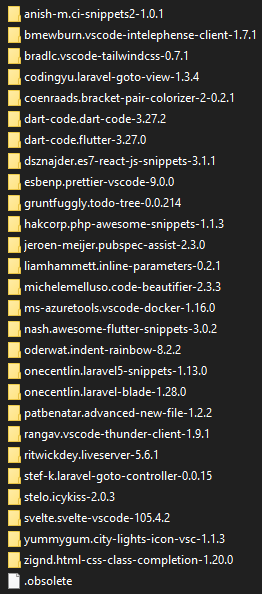 anish-m.ci-snippets2-1.0.1
bmewburn.vscode-intelephense-client-1.7.1
bradlc.vscode-tailwindcss-0.7.1
codingyu.laravel-goto-view-1.3.4
coenraads.bracket-pair-colorizer-2-0.2.1
dart-code.dart-code-3.27.2
dart-code.flutter-3.27.0
dsznajder.es7-react-js-snippets-3.1.1
esbenp.prettier-vscode-9.0.0
gruntfuggly.todo-tree-0.0.214
hakcorp.php-awesome-snippets-1.1.3
jeroen-meijer.pubspec-assist-2.3.0
liamhammett.inline-parameters-0.2.1
michelemelluso.code-beautifier-2.3.3
ms-azuretools.vscode-docker-1.16.0
nash.awesome-flutter-snippets-3.0.2
oderwat.indent-rainbow-8.2.2
onecentlin.laravel5-snippets-1.13.0
onecentlin.laravel-blade-1.28.0
patbenatar.advanced-new-file-1.2.2
rangav.vscode-thunder-client-1.9.1
ritwickdey.liveserver-5.6.1
stef-k.laravel-goto-controller-0.0.15
stelo.icykiss-2.0.3
svelte.svelte-vscode-105.4.2
yummygum.city-lights-icon-vsc-1.1.3
zignd.html-css-class-completion-1.20.0
.obsolete